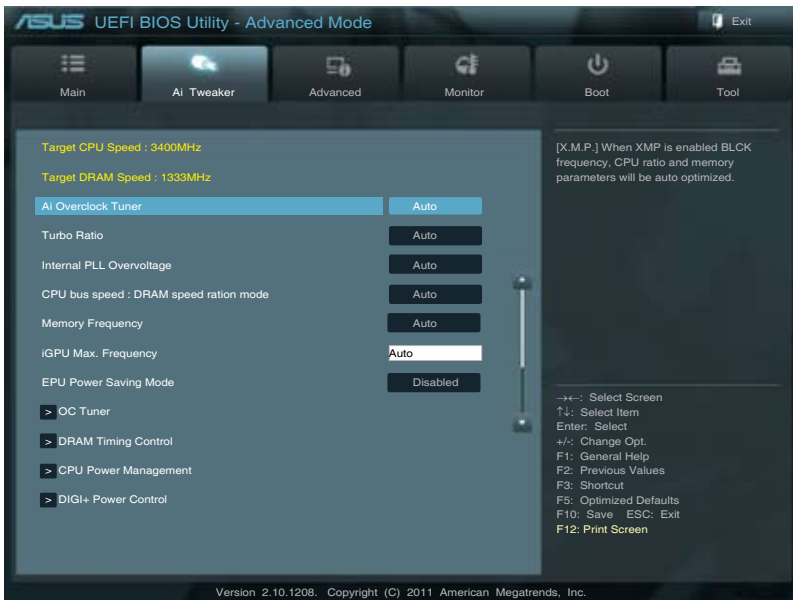 ASUS UEFI BIOS Utility - Advanced Mode
Exit
Main
Ai Tweaker
Advanced
Monitor
Boot
Tool
Target CPU Speed : 3400MHz
Target DRAM Speed : 1333MHz
Ai Overclock Tuner Auto
Turbo Ratio Auto
Internal PLL Overvoltage Auto
CPU bus speed : DRAM speed ration mode Auto
Memory Frequency Auto
iGPU Max. Frequency Auto
EPU Power Saving Mode Disabled
> OC Tuner
> DRAM Timing Control
> CPU Power Management
> DIGI+ Power Control
[X.M.P.] When XMP is enabled BLCK
frequency, CPU ratio and memory
parameters will be auto optimized.
→←: Select Screen
↑↓: Select Item
Enter: Select
+/-: Change Opt.
F1: General Help
F2: Previous Values
F3: Shortcut
F5: Optimized Defaults
F10: Save ESC: Exit
F12: Print Screen
Version 2.10.1208. Copyright (C) 2011 American Megatrends, Inc.